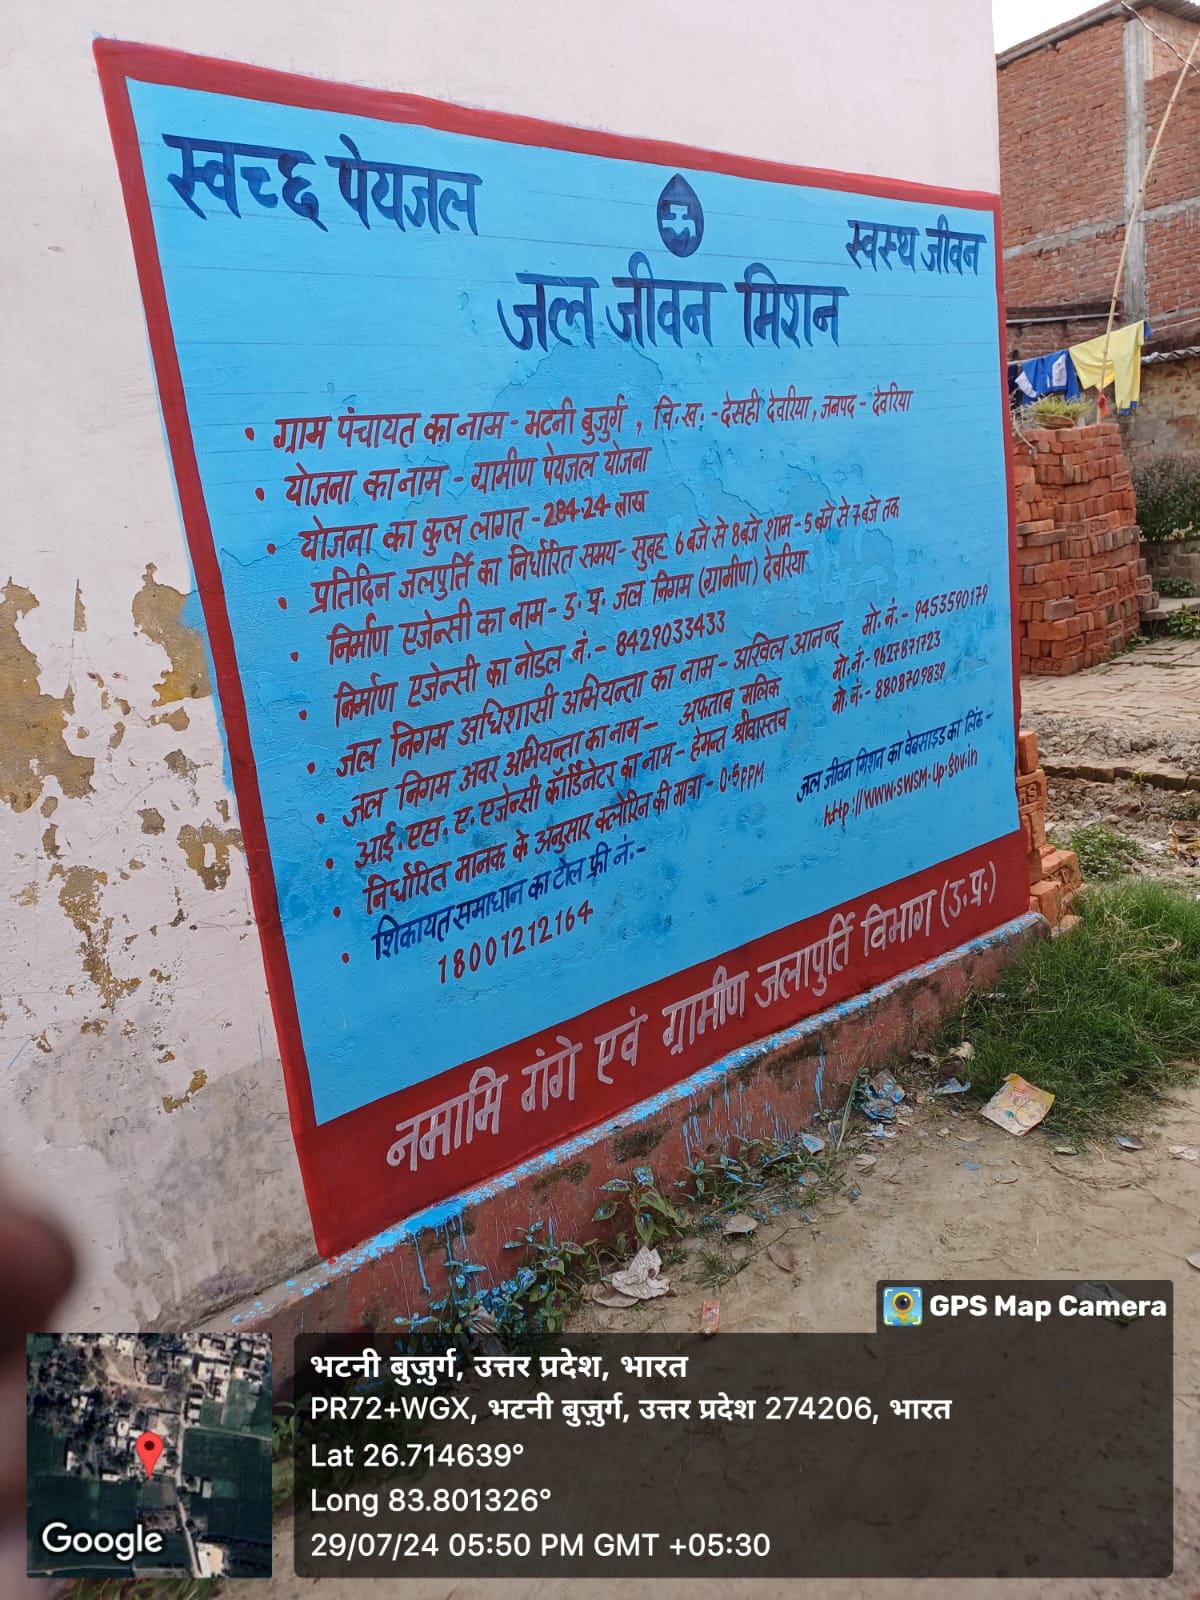 स्वच्छ पेयजल
स्वस्थ जीवन
जल जीवन मिशन
• ग्राम पंचायत का नाम - भटनी बुजुर्ग , वि.ख. - देसही देवरिया, जनपद - देवरिया
• योजना का नाम - ग्रामीण पेयजल योजना
• योजना का कुल लागत - 284.24 लाख
• प्रतिदिन जलपुर्ति का निर्धारित समय - सुबह 6 बजे से 8 बजे शाम - 5 बजे से 7 बजे तक
• निर्माण एजेन्सी का नाम - उ. प्र. जल निगम (ग्रामीण) देवरिया
• निर्माण एजेन्सी का नोडल नं. - 8429033433
• जल निगम अधिशासी अभियन्ता का नाम - अखिल आनन्द् मो. नं. - 9453590179
• जल निगम अवर अभियन्ता का नाम - अफताब मलिक मो. नं. - 9627871723
• आई. एस. ए. एजेन्सी कॉर्डिनेटर का नाम - हेमन्त श्रीवास्तव मो. नं. - 8808709839
• निर्धारित मानक के अनुसार क्लोरिन की मात्रा - 0.5 PPM
• शिकायत समाधान का टोल फ्री नं. -
18001212164
जल जीवन मिशन का वेबसाइड का लिंक -
http://www.swsm.up.gov.in
नमामि गंगे एवं ग्रामीण जलापुर्ति विभाग (उ.प्र.)
GPS Map Camera
भटनी बुज़ुर्ग, उत्तर प्रदेश, भारत
PR72+WGX, भटनी बुज़ुर्ग, उत्तर प्रदेश 274206, भारत
Lat 26.714639°
Long 83.801326°
29/07/24 05:50 PM GMT +05:30
Google